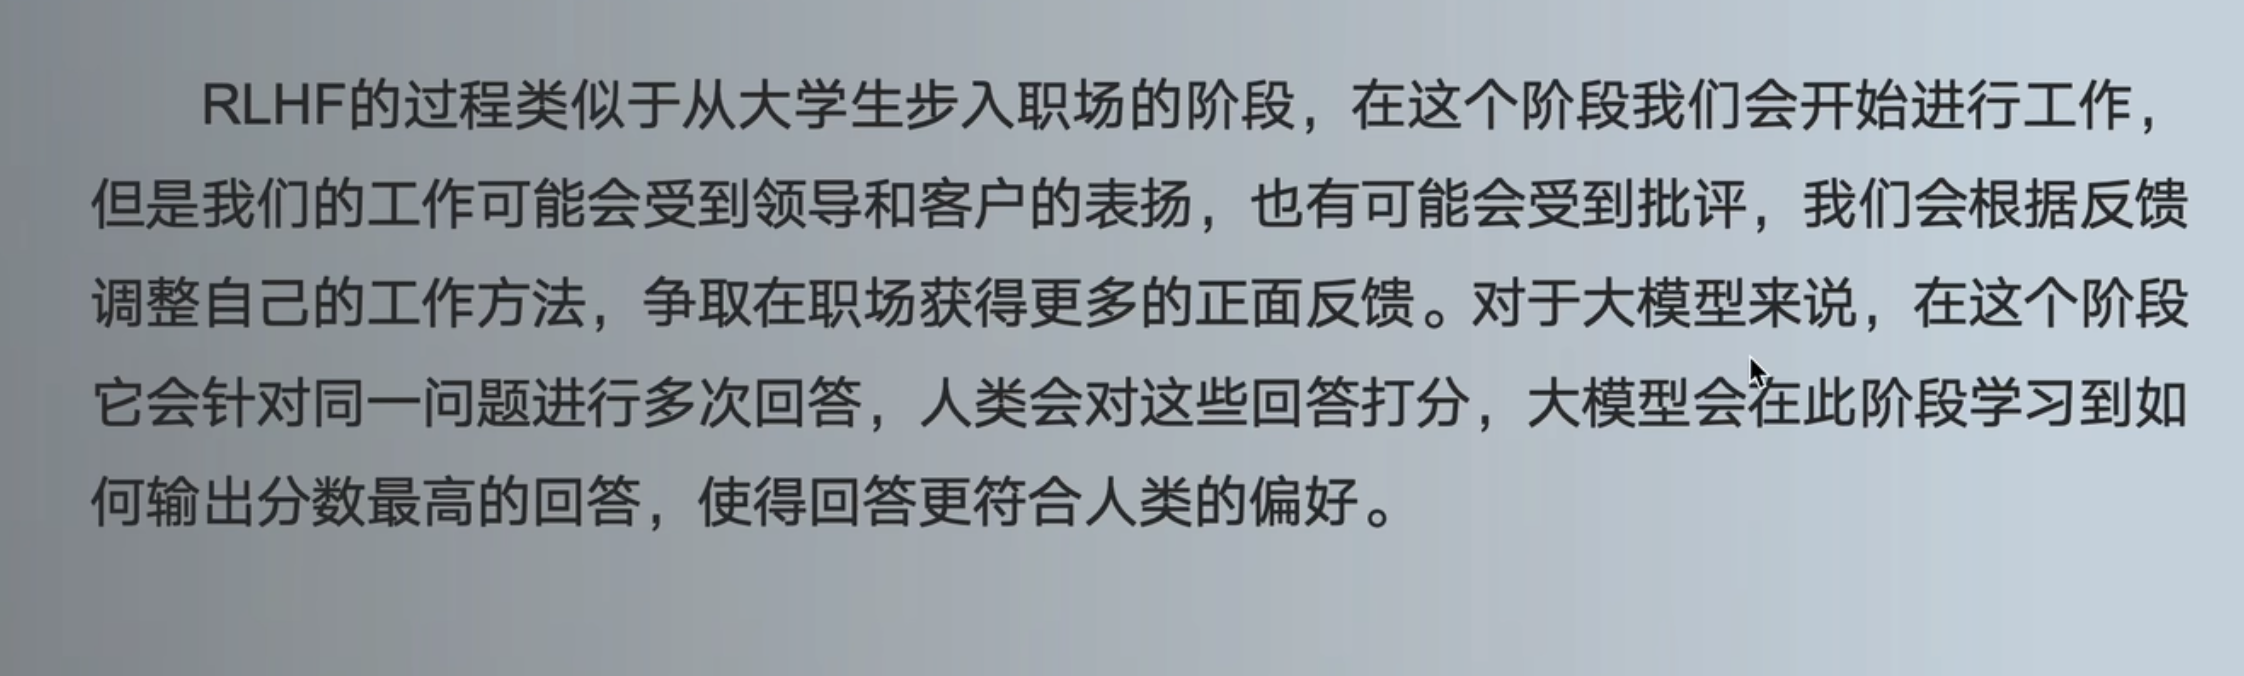 RLHF的过程类似于从大学生步入职场的阶段，在这个阶段我们会开始进行工作，
但是我们的工作可能会受到领导和客户的表扬，也有可能会受到批评，我们会根据反馈
调整自己的工作方法，争取在职场获得更多的正面反馈。对于大模型来说，在这个阶段
它会针对同一问题进行多次回答，人类会对这些回答打分，大模型会在此阶段学习到如
何输出分数最高的回答，使得回答更符合人类的偏好。